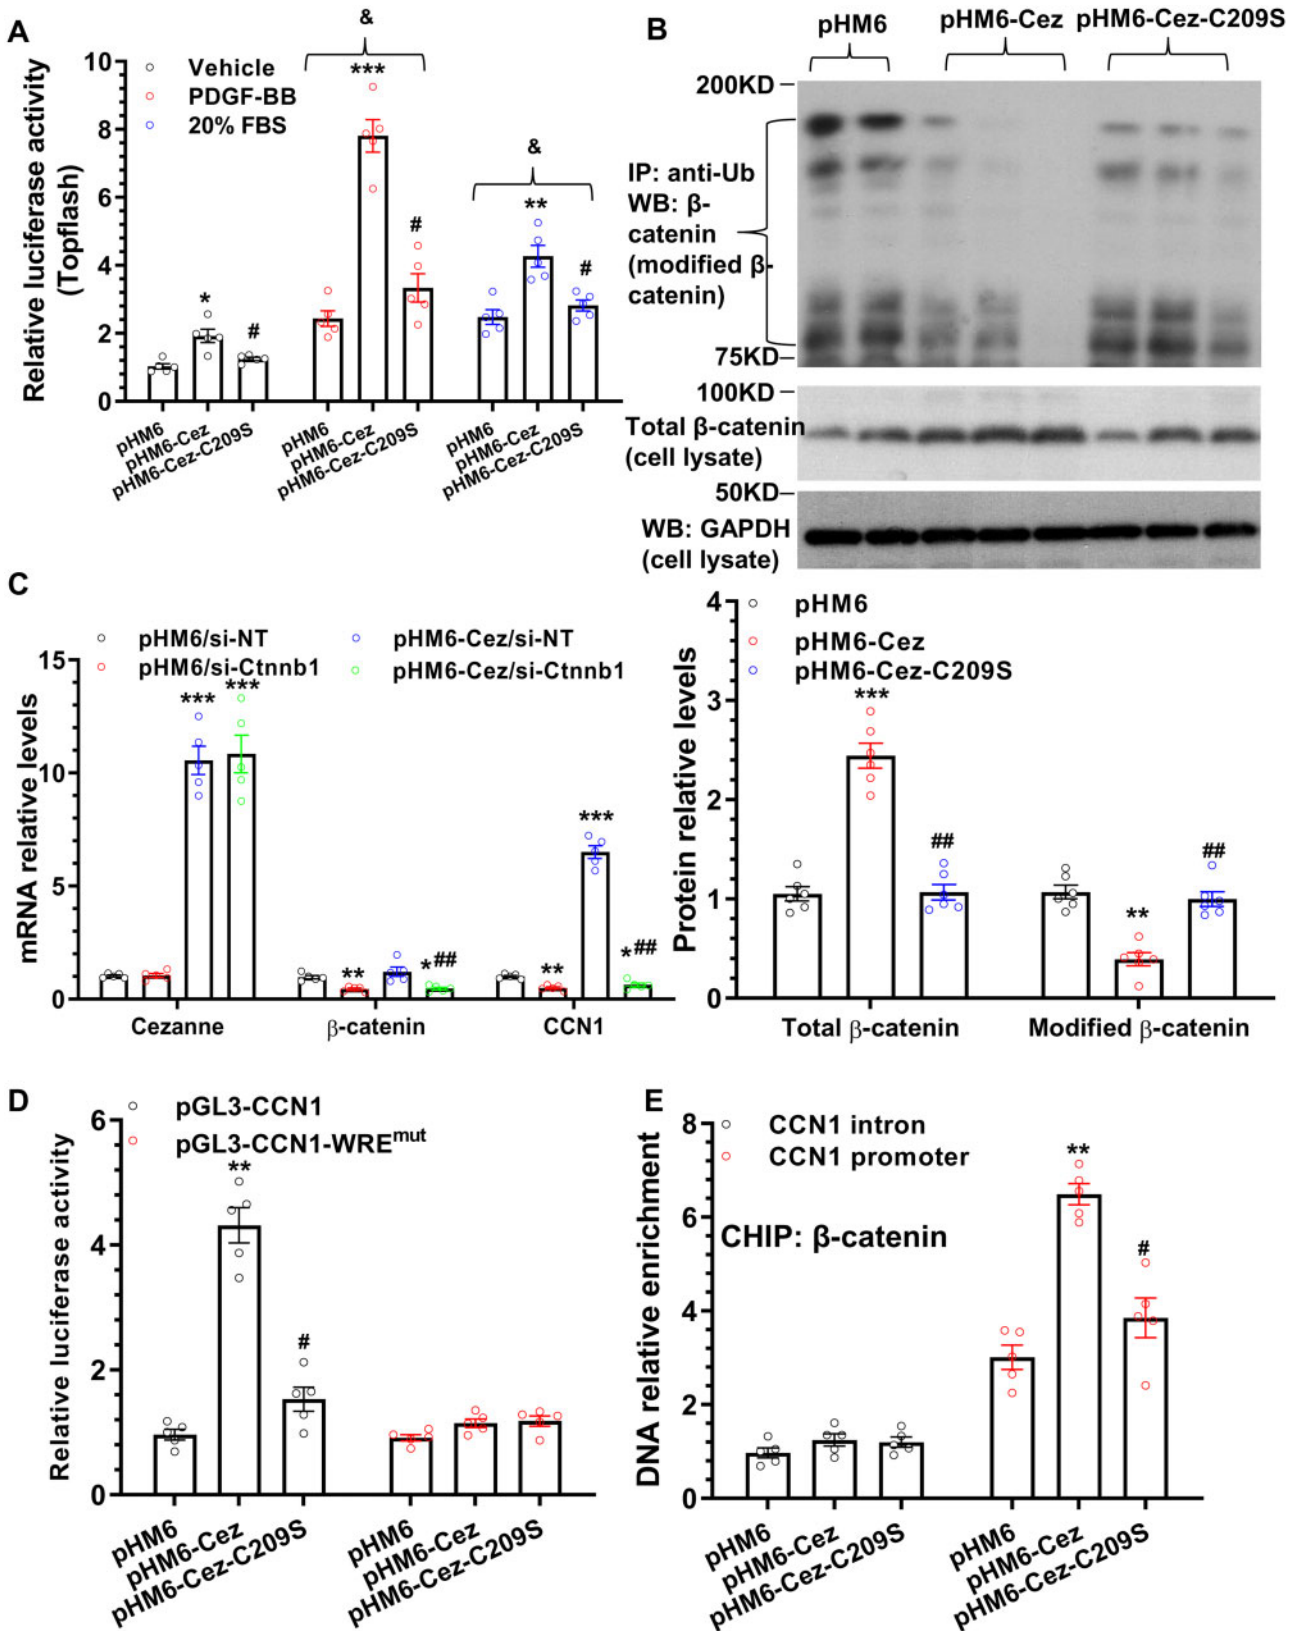 A
&
Relative luciferase activity
(Topflash)
10
8
6
4
2
0
Vehicle
PDGF-BB
20% FBS
*
#
***
#
&
**
#
pHM6
pHM6-Cez
pHM6-Cez-C209S
pHM6
pHM6-Cez
pHM6-Cez-C209S
pHM6
pHM6-Cez
pHM6-Cez-C209S
B
pHM6
pHM6-Cez
pHM6-Cez-C209S
200KD
IP: anti-Ub
WB: β-
catenin
(modified β-
catenin)
75KD
100KD
Total β-catenin
(cell lysate)
50KD
WB: GAPDH
(cell lysate)
Protein relative levels
4
3
2
1
0
pHM6
pHM6-Cez
pHM6-Cez-C209S
***
##
**
##
Total β-catenin
Modified β-catenin
C
mRNA relative levels
15
10
5
0
pHM6/si-NT
pHM6/si-Ctnnb1
pHM6-Cez/si-NT
pHM6-Cez/si-Ctnnb1
***
***
**
*##
**
***
*##
Cezanne
β-catenin
CCN1
D
Relative luciferase activity
6
4
2
0
pGL3-CCN1
pGL3-CCN1-WREmut
**
#
pHM6
pHM6-Cez
pHM6-Cez-C209S
pHM6
pHM6-Cez
pHM6-Cez-C209S
E
DNA relative enrichment
8
6
4
2
0
CCN1 intron
CCN1 promoter
CHIP: β-catenin
**
#
pHM6
pHM6-Cez
pHM6-Cez-C209S
pHM6
pHM6-Cez
pHM6-Cez-C209S